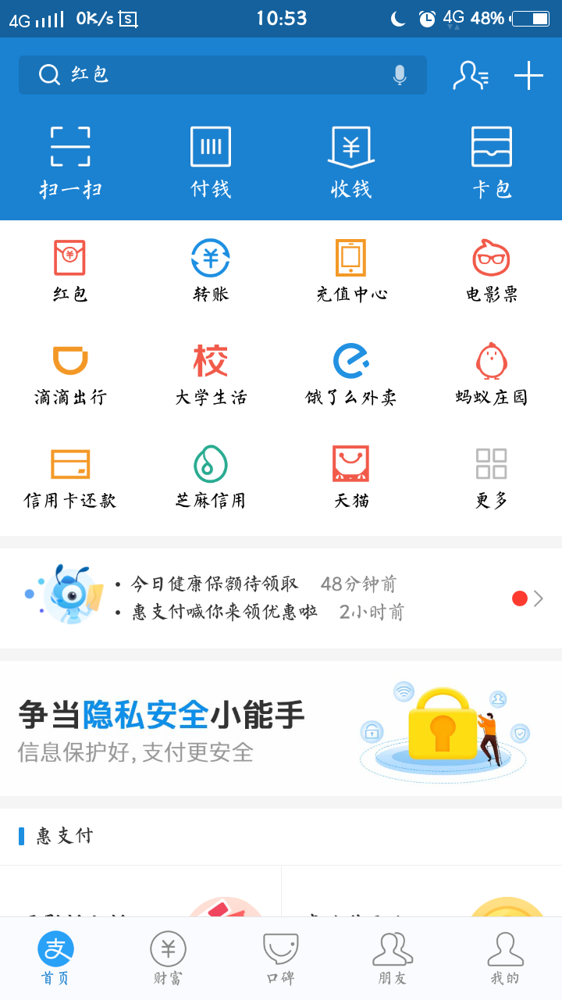 4G 0K/s S 10:53 4G 48%
红包
扫一扫 付钱 收钱 卡包
红包 转账 充值中心 电影票
校
滴滴出行 大学生活 饿了么外卖 蚂蚁庄园
信用卡还款 芝麻信用 天猫 更多
• 今日健康保额待领取 48分钟前
• 惠支付喊你来领优惠啦 2小时前
争当隐私安全小能手
信息保护好,支付更安全
惠支付
支
首页 财富 口碑 朋友 我的